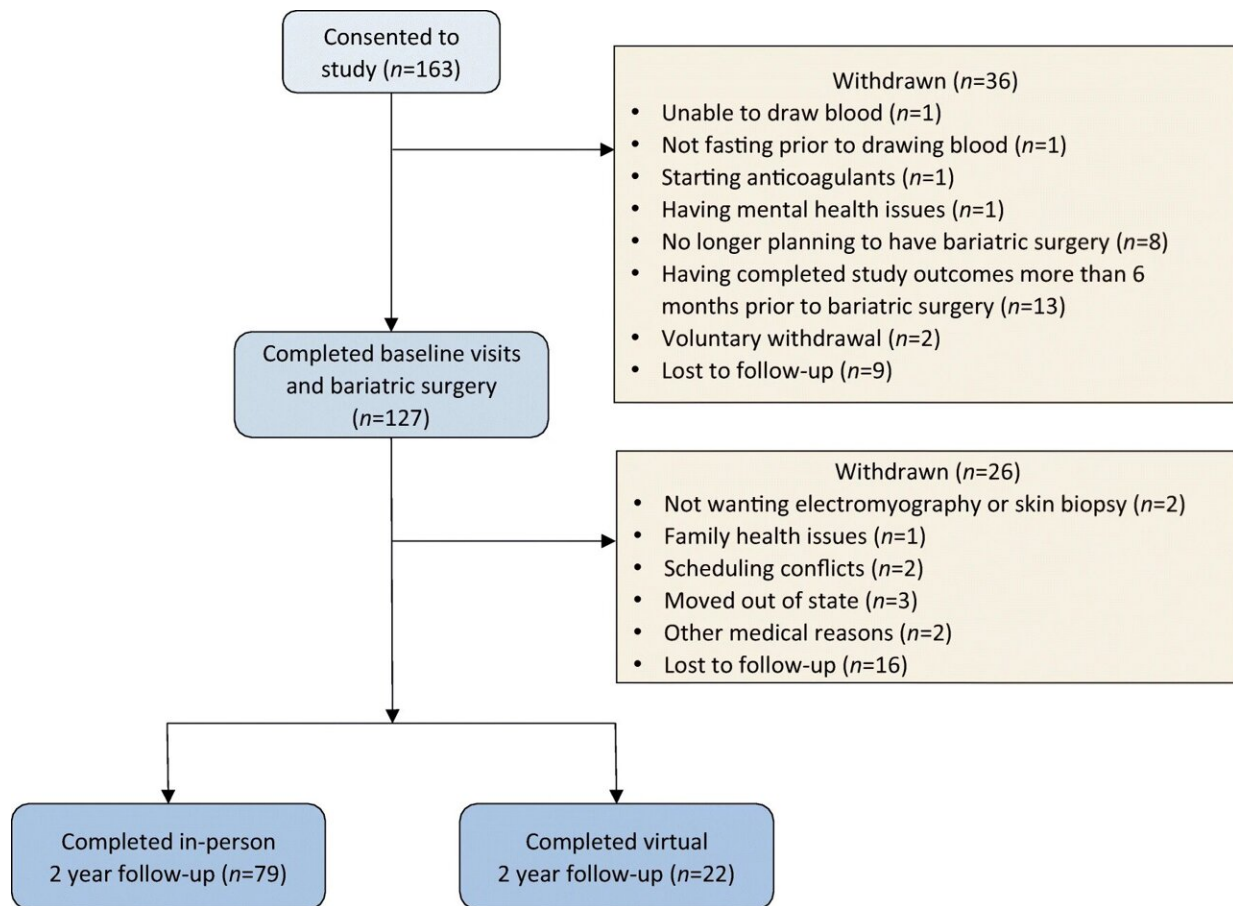 Consented to
study (n=163)
Withdrawn (n=36)
• Unable to draw blood (n=1)
• Not fasting prior to drawing blood (n=1)
• Starting anticoagulants (n=1)
• Having mental health issues (n=1)
• No longer planning to have bariatric surgery (n=8)
• Having completed study outcomes more than 6
months prior to bariatric surgery (n=13)
• Voluntary withdrawal (n=2)
• Lost to follow-up (n=9)
Completed baseline visits
and bariatric surgery
(n=127)
Withdrawn (n=26)
• Not wanting electromyography or skin biopsy (n=2)
• Family health issues (n=1)
• Scheduling conflicts (n=2)
• Moved out of state (n=3)
• Other medical reasons (n=2)
• Lost to follow-up (n=16)
Completed in-person
2 year follow-up (n=79)
Completed virtual
2 year follow-up (n=22)